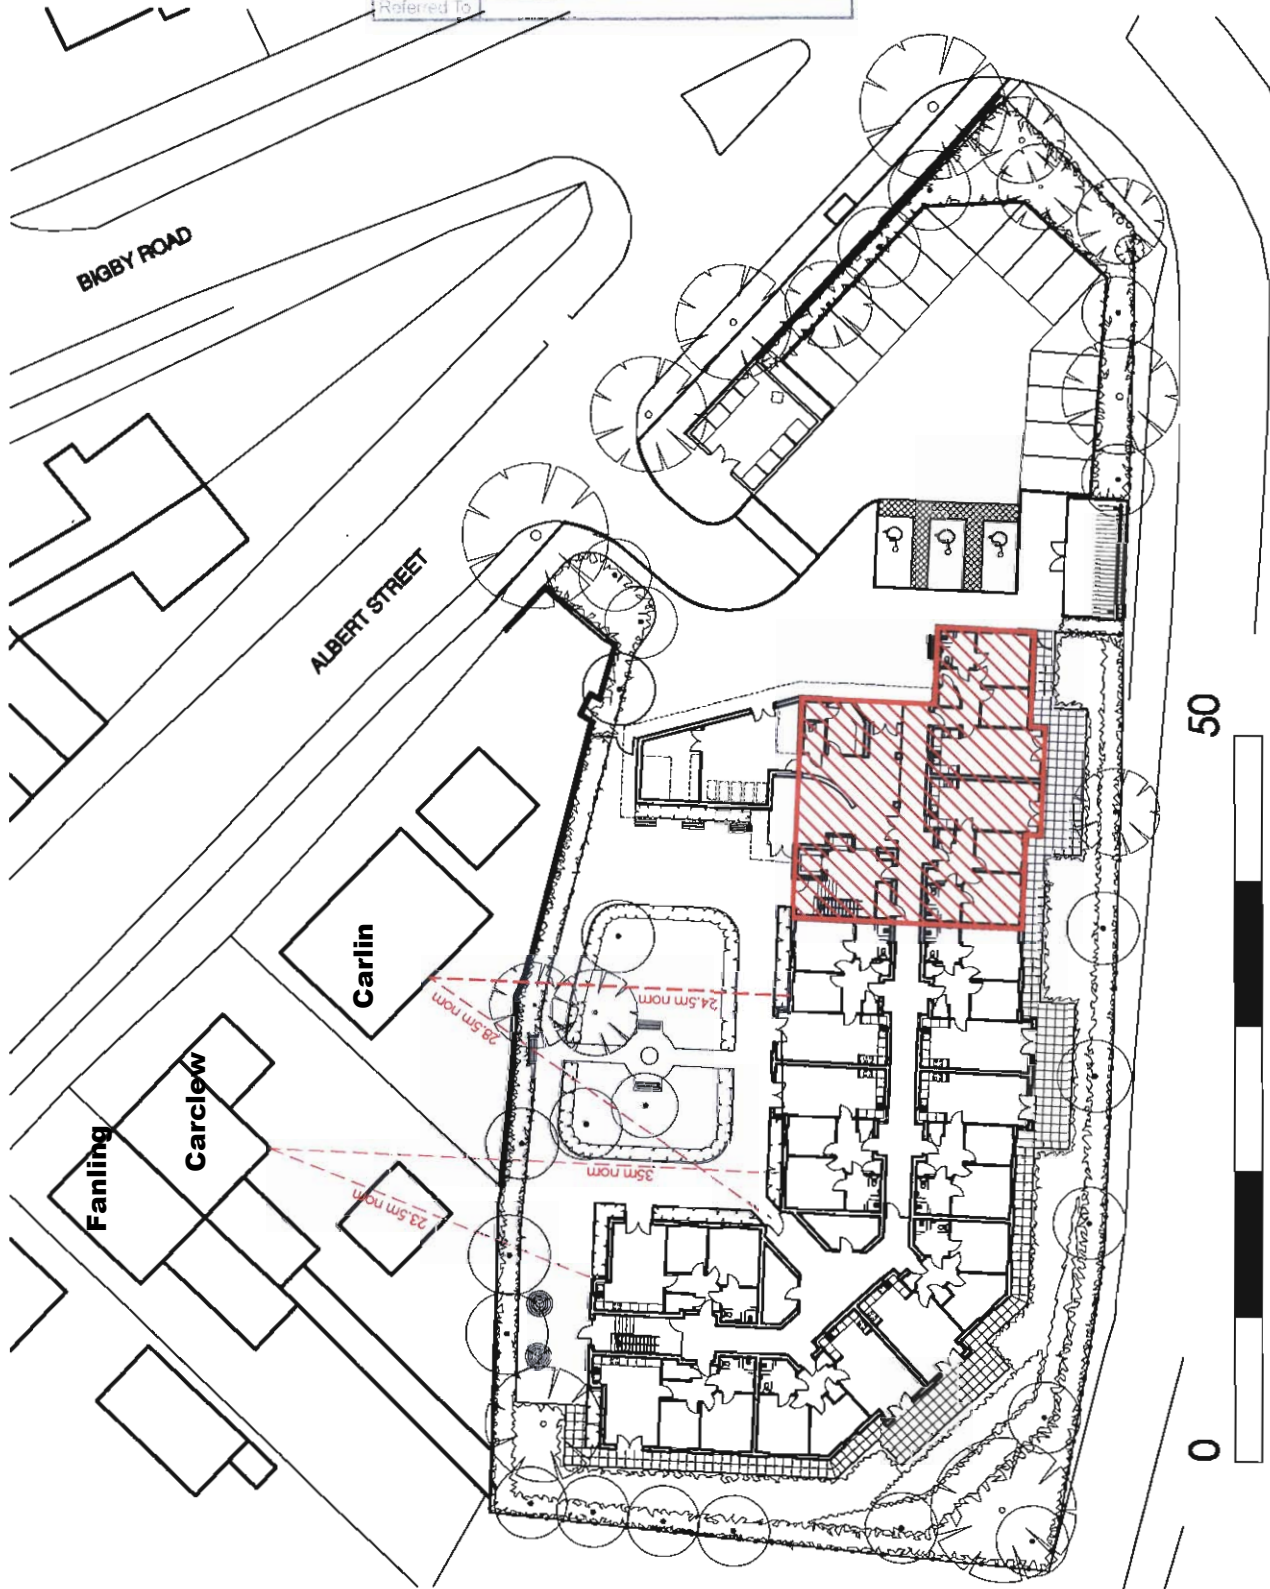 Referred To
BIGBY ROAD
ALBERT STREET
Carlin
Carclew
Fanling
24.5m nom
28.5m nom
35m nom
23.5m nom
50
0